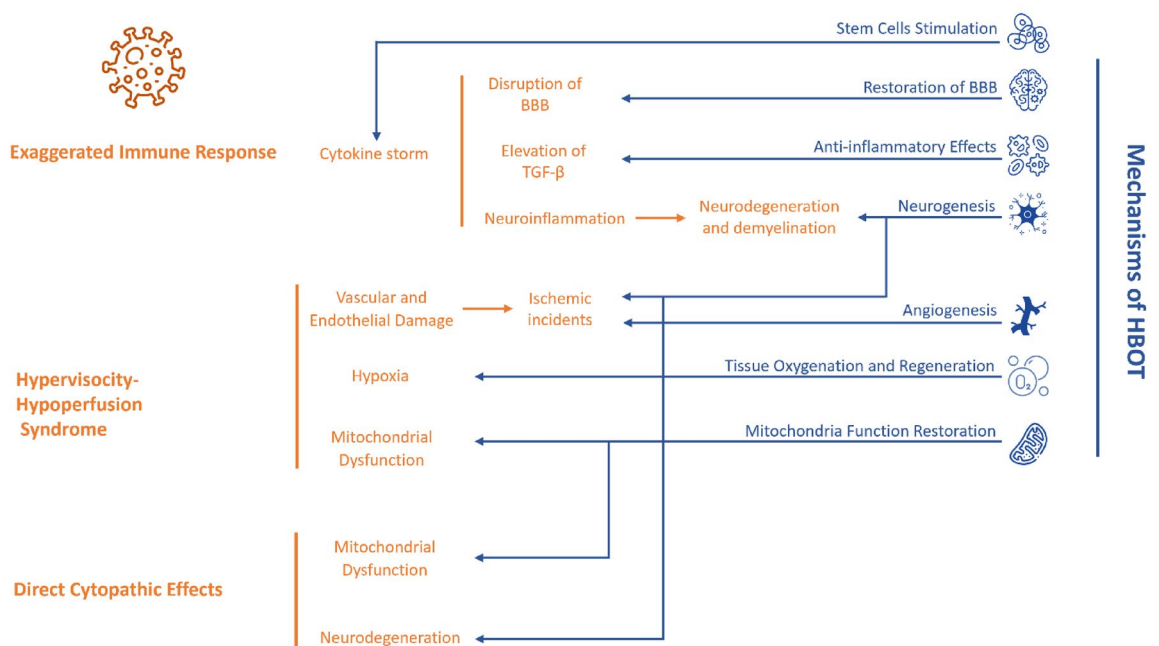 Stem Cells Stimulation
Disruption of
BBB
Restoration of BBB
Exaggerated Immune Response
Cytokine storm
Elevation of
TGF-β
Anti-inflammatory Effects
Neuroinflammation
Neurodegeneration
and demyelination
Neurogenesis
Mechanisms of HBOT
Hypervisocity-
Hypoperfusion
Syndrome
Vascular and
Endothelial Damage
Ischemic
incidents
Angiogenesis
Hypoxia
Tissue Oxygenation and Regeneration
O₂
Mitochondrial
Dysfunction
Mitochondria Function Restoration
Direct Cytopathic Effects
Mitochondrial
Dysfunction
Neurodegeneration